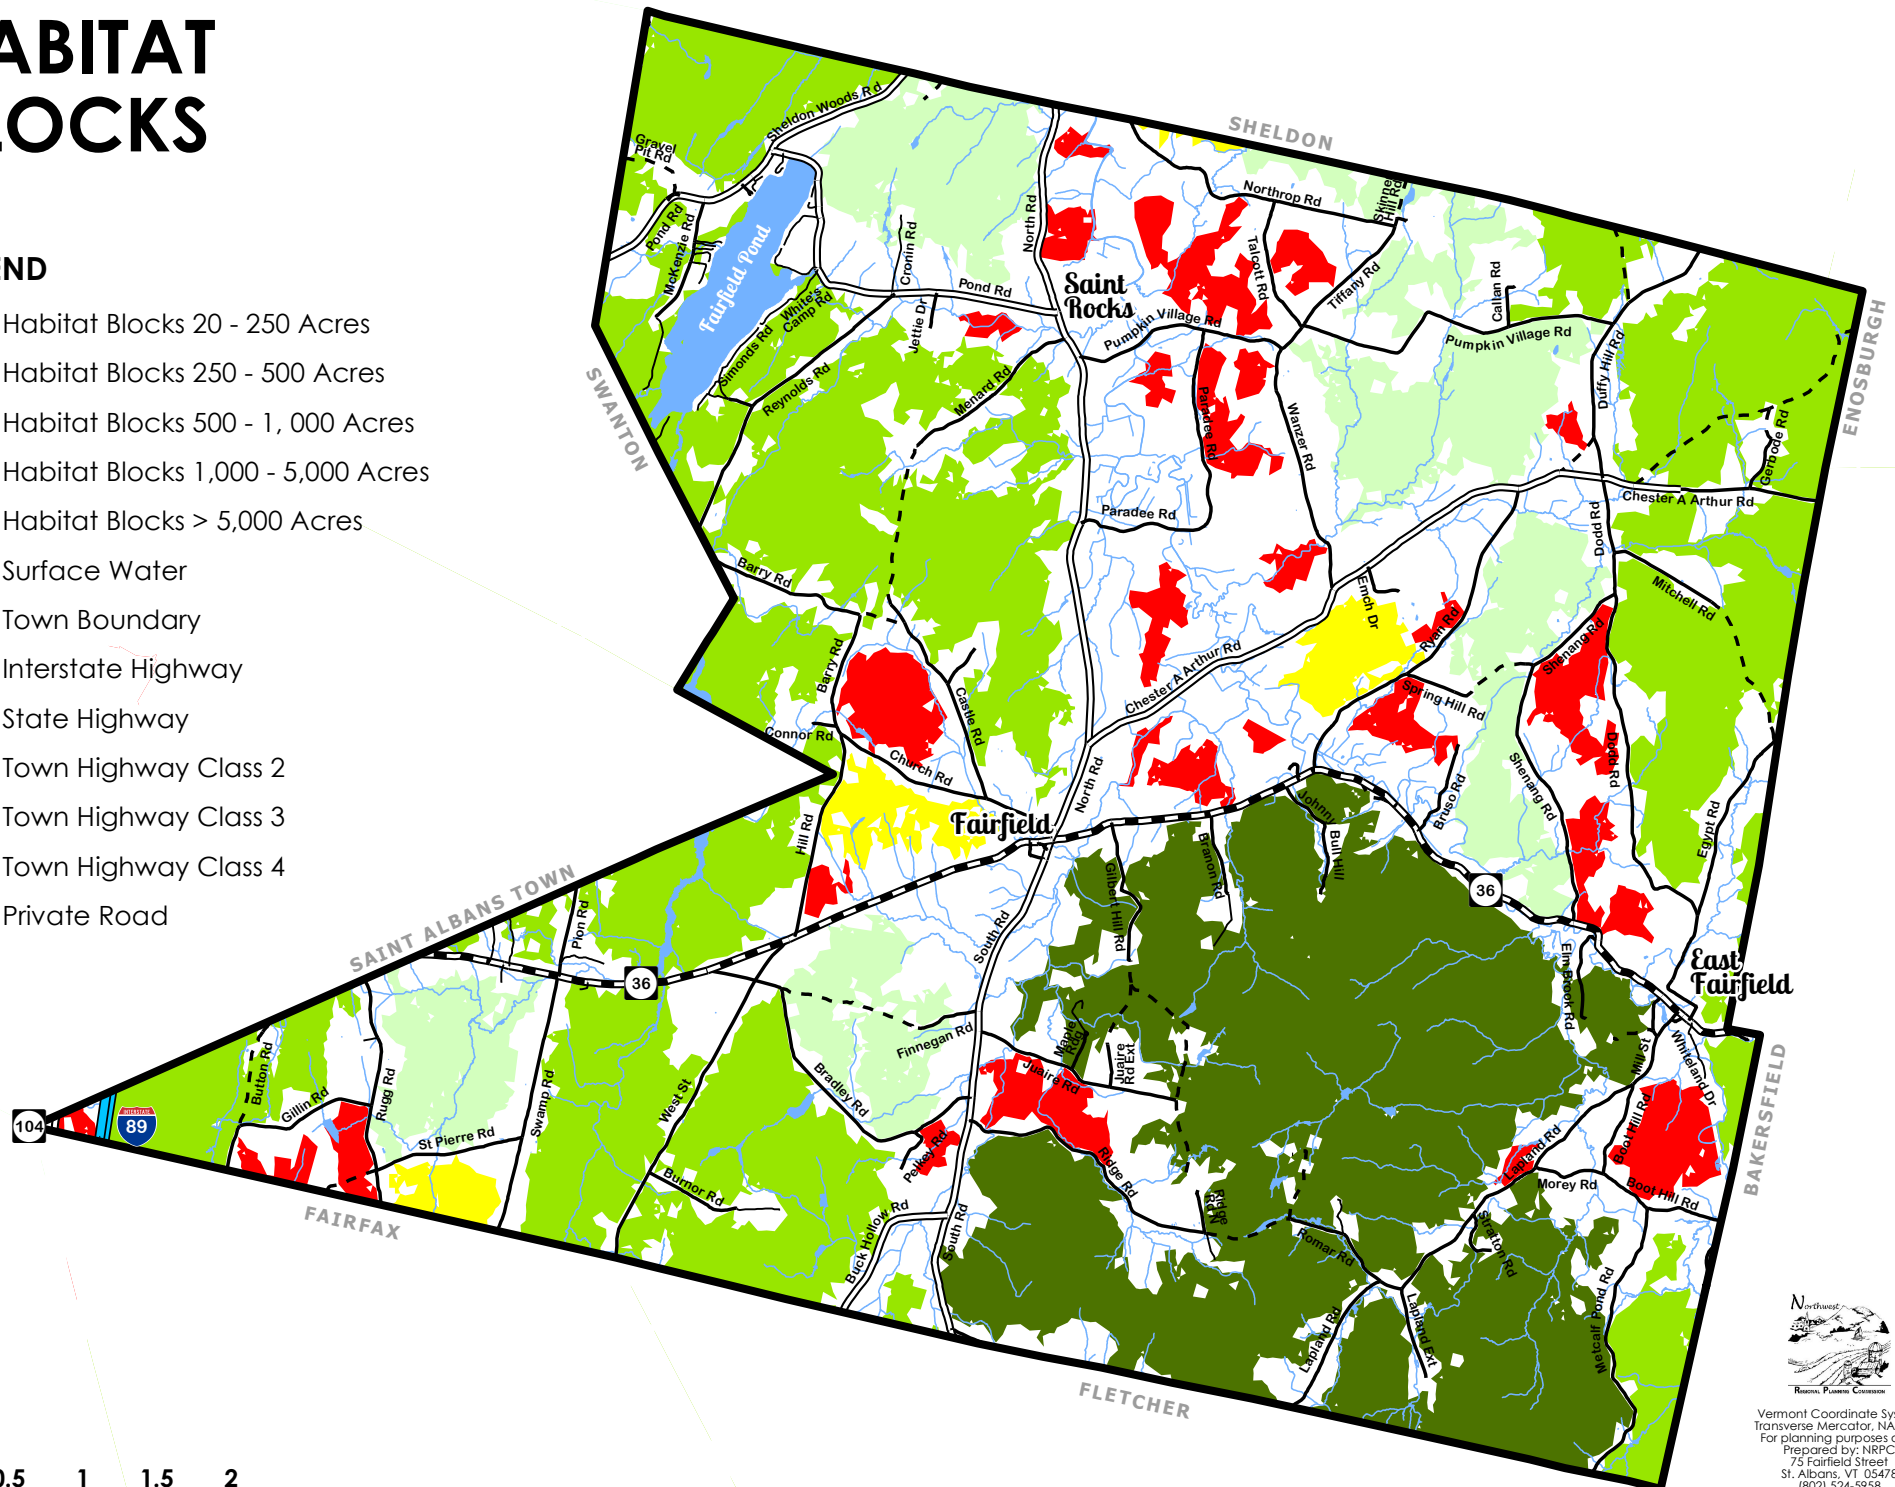 ABITAT
LOCKS
END
Habitat Blocks 20 - 250 Acres
Habitat Blocks 250 - 500 Acres
Habitat Blocks 500 - 1, 000 Acres
Habitat Blocks 1,000 - 5,000 Acres
Habitat Blocks > 5,000 Acres
Surface Water
Town Boundary
Interstate Highway
State Highway
Town Highway Class 2
Town Highway Class 3
Town Highway Class 4
Private Road
0.5 1 1.5 2
SHELDON
ENOSBURGH
SWANTON
SAINT ALBANS TOWN
FAIRFAX
FLETCHER
BAKERSFIELD
Sheldon Woods Rd
Gravel
Pit Rd
Pond Rd
McKenzie Rd
Fairfield Pond
Cronin Rd
North Rd
Northrop Rd
Skinner
Hill Rd
Talcott Rd
Tiffany Rd
Callan Rd
Saint
Rocks
Pond Rd
White's
Camp Rd
Simonds Rd
Jettie Dr
Reynolds Rd
Menard Rd
Pumpkin Village Rd
Pumpkin Village Rd
Duffy Hill Rd
Gerbode Rd
Paradee Rd
Wanzer Rd
Paradee Rd
Chester A Arthur Rd
Dodd Rd
Mitchell Rd
Barry Rd
Emch Dr
Ryan Rd
Shenang Rd
Barry Rd
Castle Rd
Chester A Arthur Rd
Spring Hill Rd
Connor Rd
Church Rd
North Rd
Shenang Rd
Dodd Rd
Bruso Rd
Egypt Rd
Johnny
Bull Hill
Fairfield
Hill Rd
Branon Rd
Gilbert Hill Rd
36
Pion Rd
South Rd
Elm Brook Rd
East
Fairfield
36
Finnegan Rd
Maple
Rdg
Juaire
Rd Ext
Juaire Rd
Mill St
Whiteland Dr
Button Rd
Gillin Rd
Rugg Rd
Swamp Rd
West St
Bradley Rd
104
INTERSTATE
89
St Pierre Rd
Pelkey Rd
Ridge Rd
Boot Hill Rd
Lapland Rd
Morey Rd
Boot Hill Rd
Burnor Rd
Ridge
Rd N
Buck Hollow Rd
South Rd
Romar Rd
Stratton Rd
Lapland Rd
Lapland Ext
Metcalf Pond Rd
Northwest
REGIONAL PLANNING COMMISSION
Vermont Coordinate Sys
Transverse Mercator, NA
For planning purposes o
Prepared by: NRPC
75 Fairfield Street
St. Albans, VT 05478
(802) 524-5958